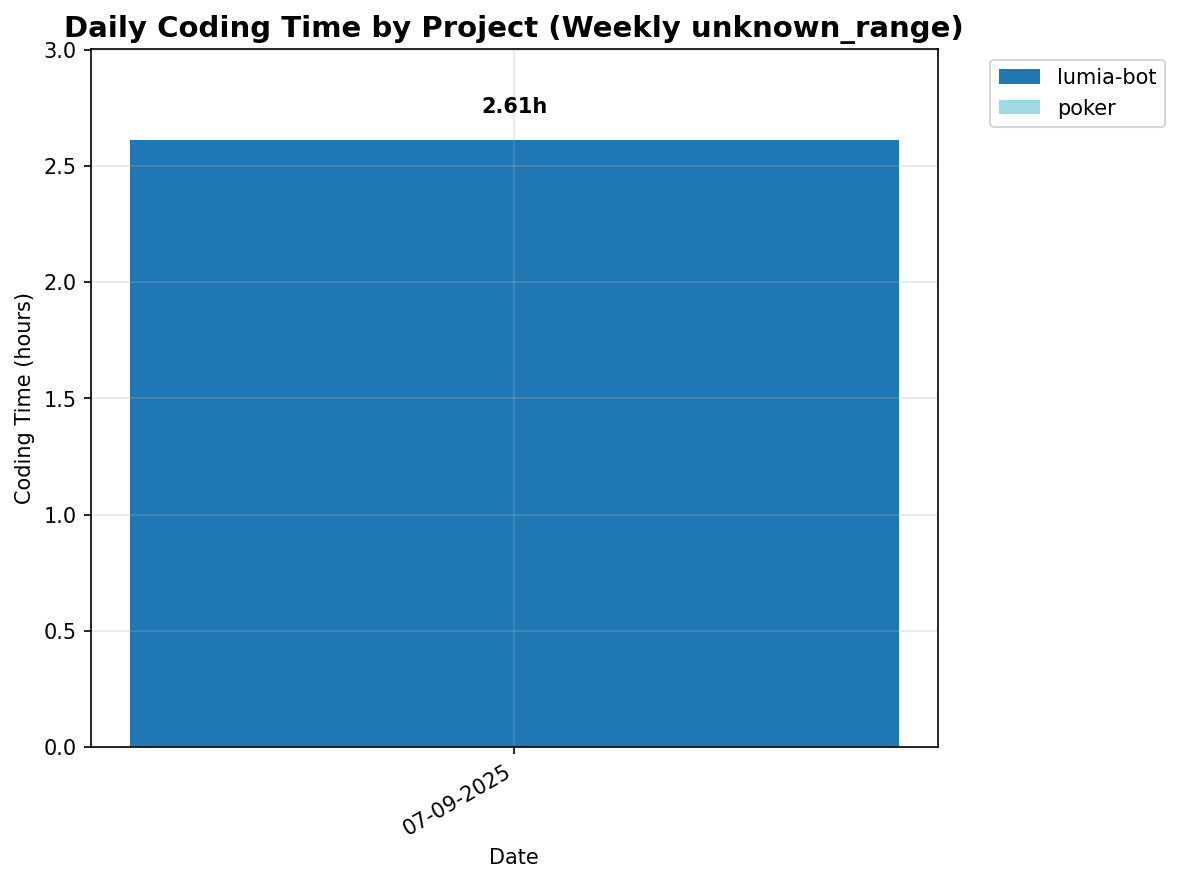 Daily Coding Time by Project (Weekly unknown_range)
lumia-bot
poker
2.61h
3.0
2.5
2.0
1.5
1.0
0.5
0.0
Coding Time (hours)
07-09-2025
Date